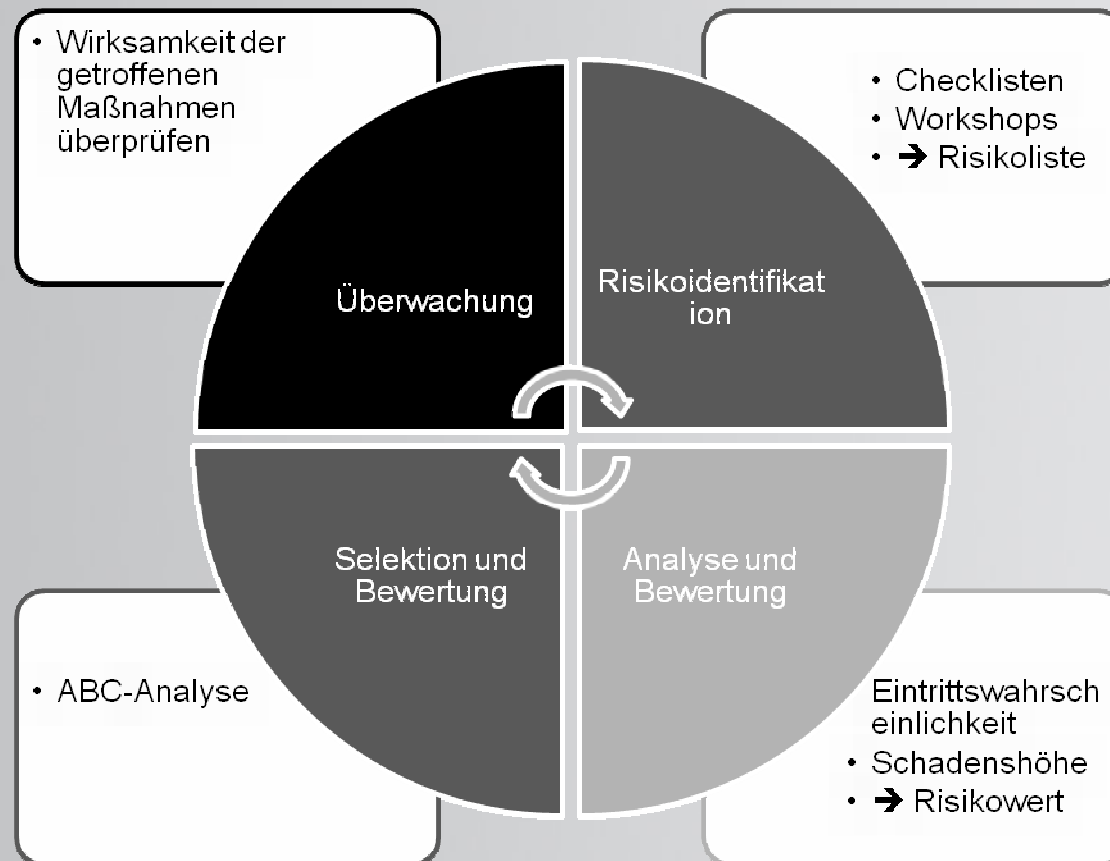 • Wirksamkeit der
getroffenen
Maßnahmen
überprüfen
• Checklisten
• Workshops
• ➔ Risikoliste
Überwachung
Risikoidentifikat
ion
Selektion und
Bewertung
Analyse und
Bewertung
• ABC-Analyse
Eintrittswahrsch
einlichkeit
• Schadenshöhe
• ➔ Risikowert